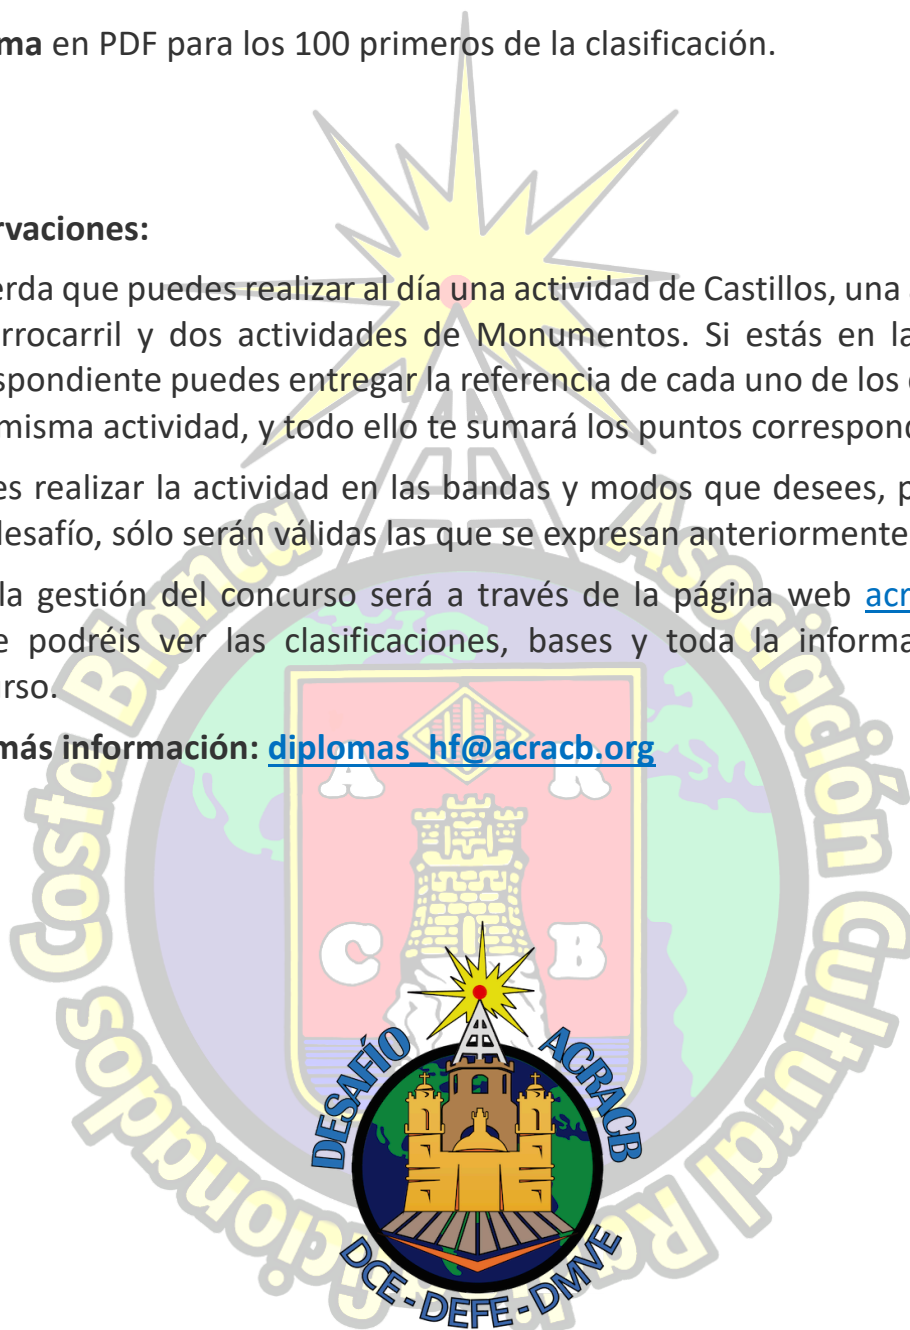 ma en PDF para los 100 primeros de la clasificación.
rvaciones:
erda que puedes realizar al día una actividad de Castillos, una
rrocarril y dos actividades de Monumentos. Si estás en la
spondiente puedes entregar la referencia de cada uno de los
misma actividad, y todo ello te sumará los puntos correspond
es realizar la actividad en las bandas y modos que desees, p
desafío, sólo serán válidas las que se expresan anteriormente
la gestión del concurso será a través de la página web acr
e podréis ver las clasificaciones, bases y toda la informa
urso.
más información: diplomas_hf@acracb.org
Costa Blanca
Asociación Cultural
A R
C B
DESAFÍO ACRACB
DCE - DEFE - DMVE